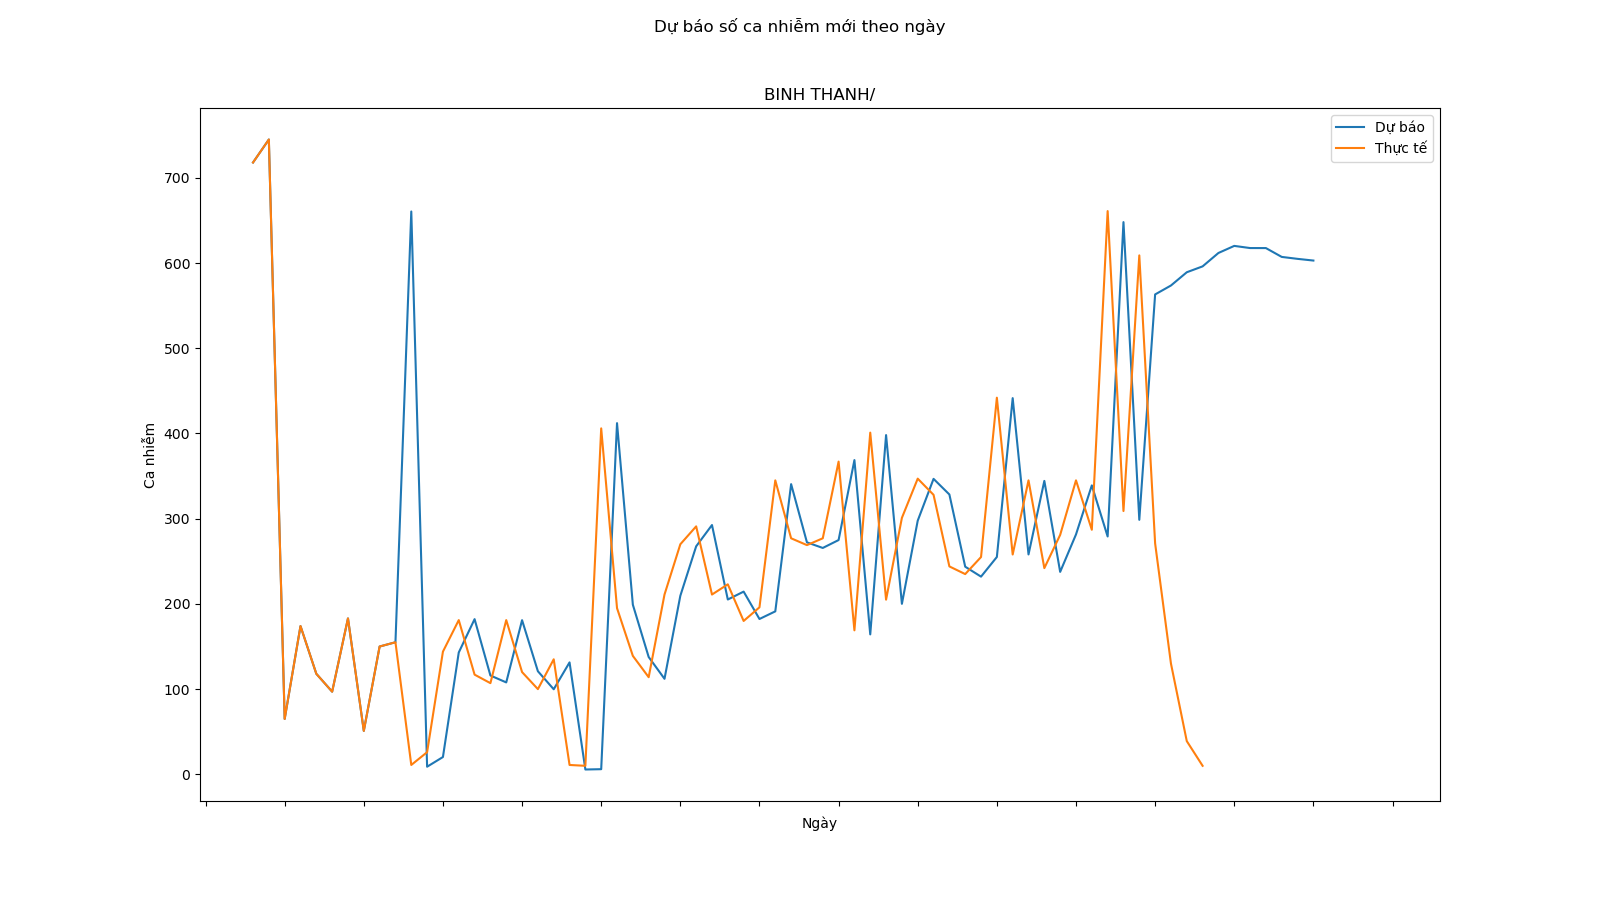 Dự báo số ca nhiễm mới theo ngày
BINH THANH/
Dự báo
Thực tế
700
600
500
400
300
200
100
0
Ca nhiễm
Ngày